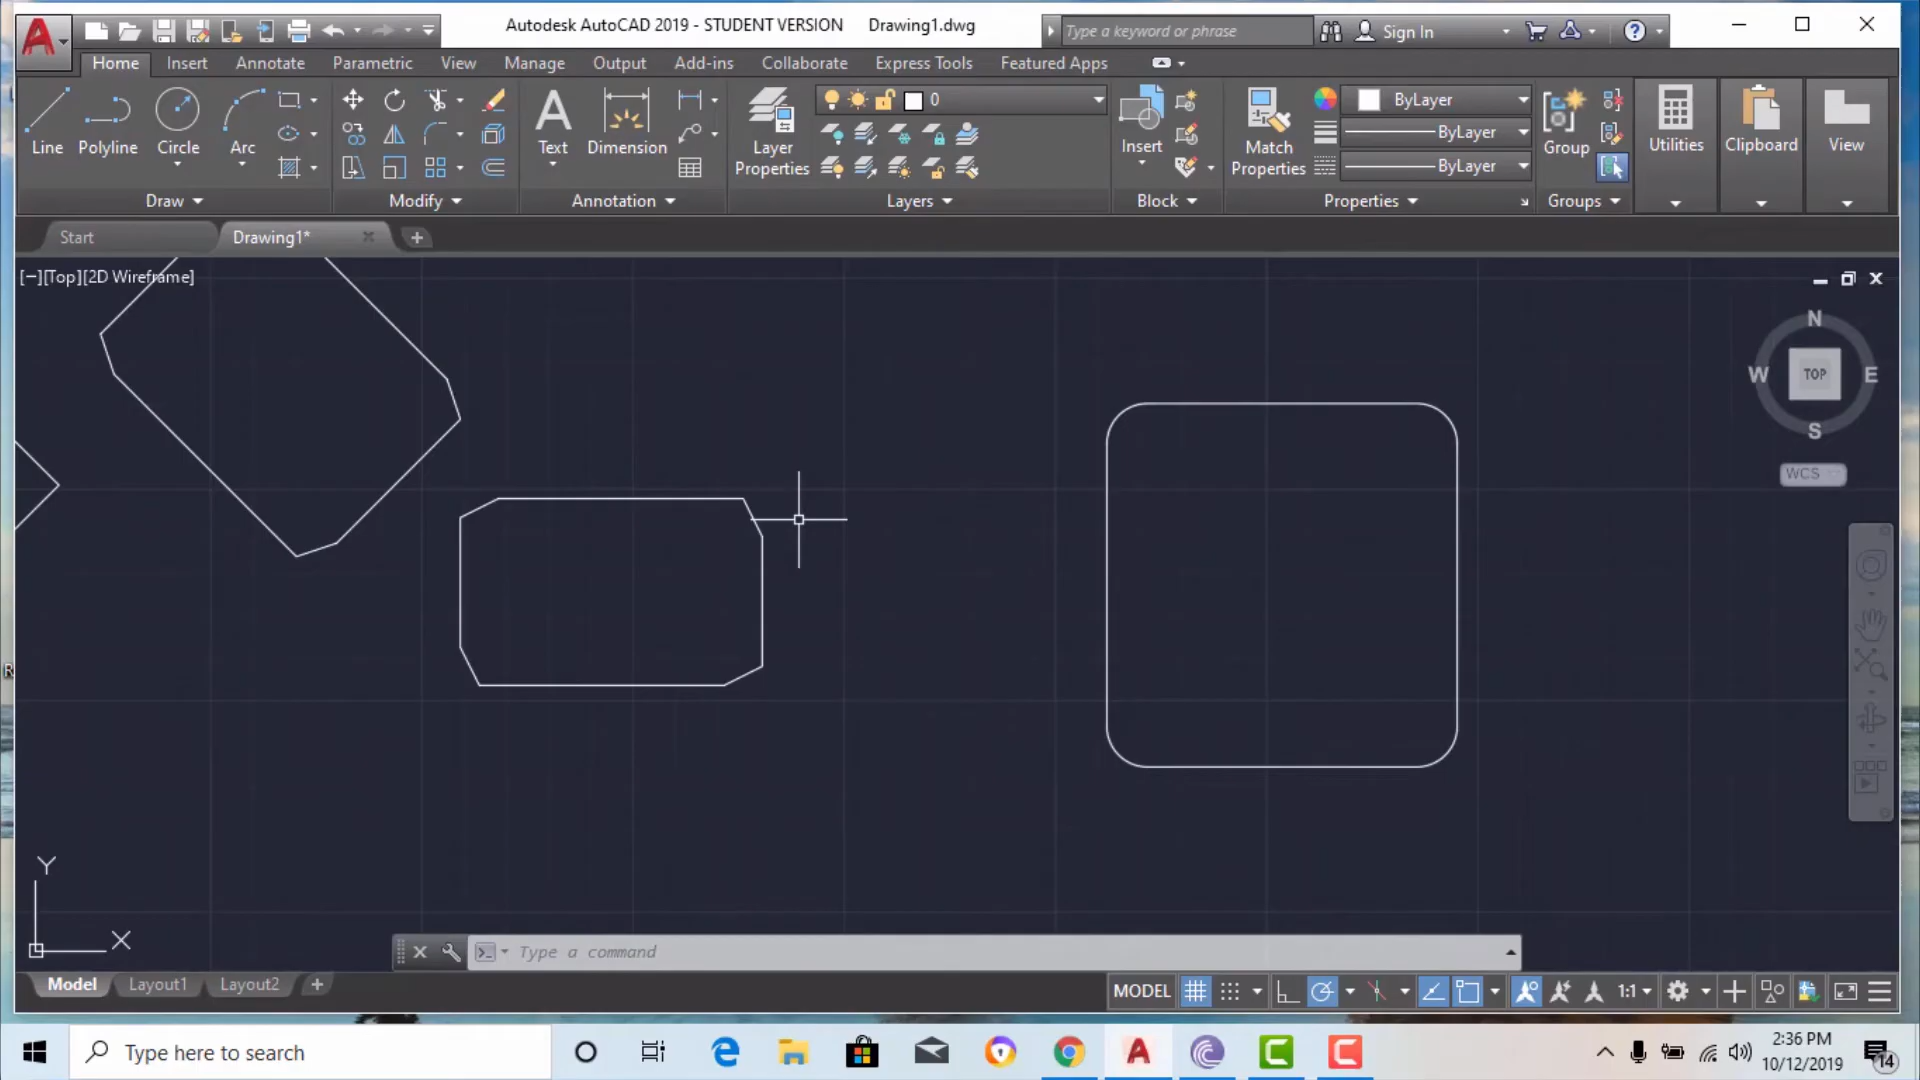 Autodesk AutoCAD 2019 - STUDENT VERSION Drawing1.dwg
Type a keyword or phrase
Sign In
Home Insert Annotate Parametric View Manage Output Add-ins Collaborate Express Tools Featured Apps
Line Polyline Circle Arc
Text Dimension
Layer Properties
0
Insert
Match Properties
ByLayer
ByLayer
ByLayer
Group
Utilities
Clipboard
View
Draw Modify Annotation Layers Block Properties Groups
Start Drawing1*
[−][Top][2D Wireframe]
N
W TOP E
S
WCS
R
Y
X
Type a command
Model Layout1 Layout2
MODEL 1:1
Type here to search
2:36 PM
10/12/2019
14